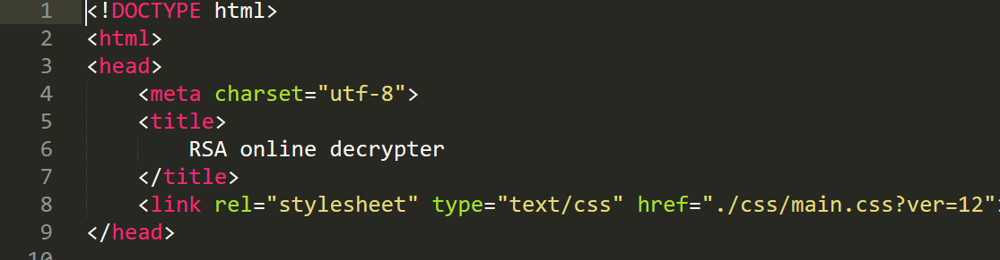 1 <!DOCTYPE html>
2 <html>
3 <head>
4 <meta charset="utf-8">
5 <title>
6 RSA online decrypter
7 </title>
8 <link rel="stylesheet" type="text/css" href="./css/main.css?ver=12"
9 </head>
10